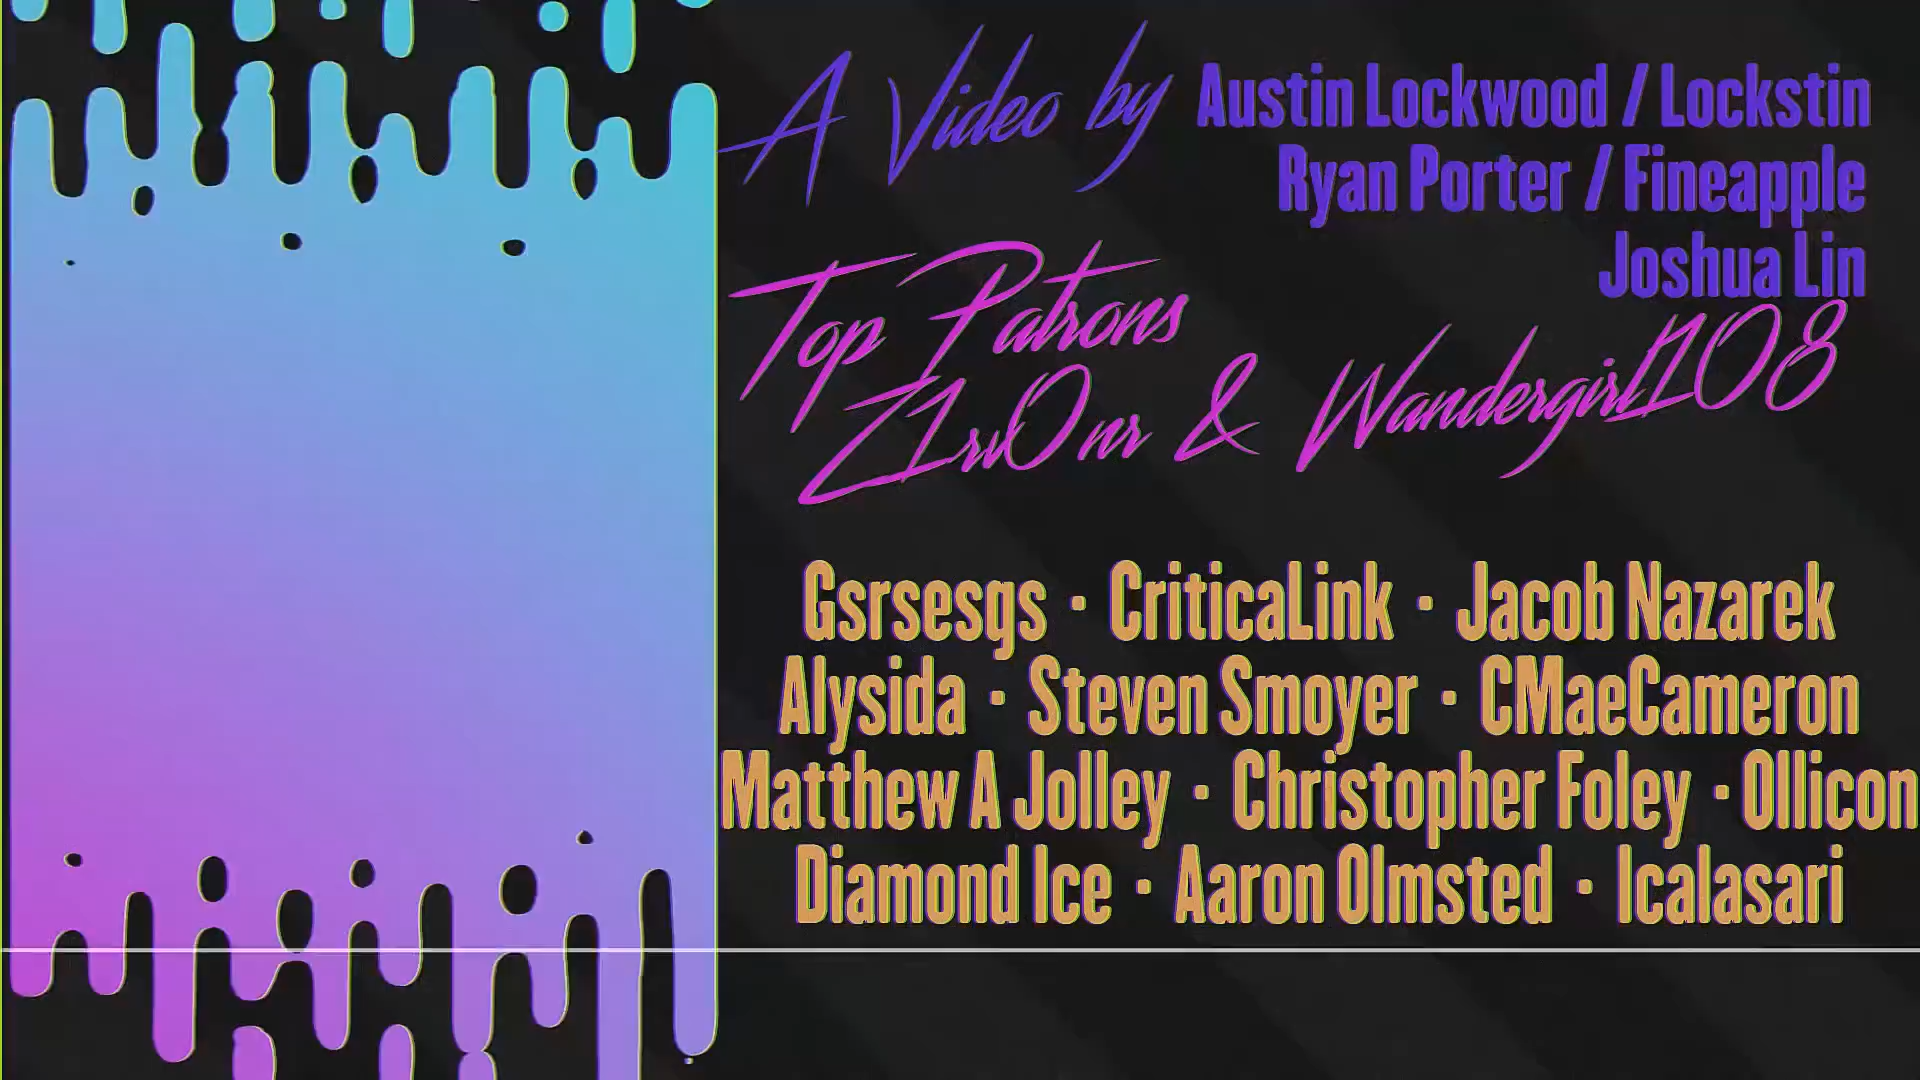 A Video by Austin Lockwood / Lockstin
Ryan Porter / Fineapple
Joshua Lin
Top Patrons
& Wandergirl108
Gsrsesgs · CriticaLink · Jacob Nazarek
Alysida · Steven Smoyer · CMaeCameron
Matthew A Jolley · Christopher Foley · Ollicon
Diamond Ice · Aaron Olmsted · Icalasari